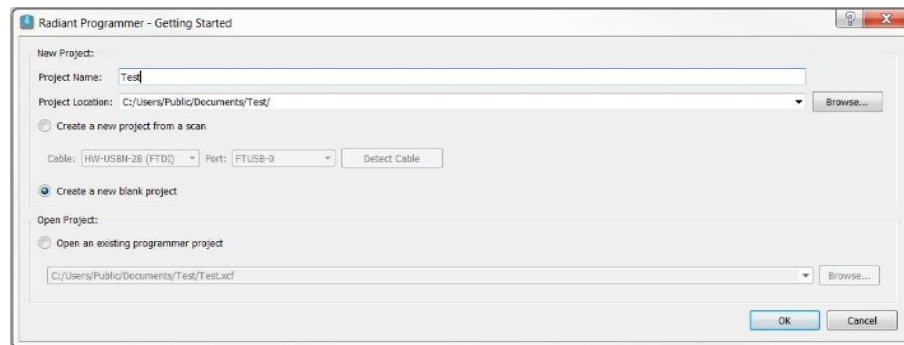 Radiant Programmer - Getting Started
New Project:
Project Name: Test
Project Location: C:/Users/Public/Documents/Test/ Browse...
Create a new project from a scan
Cable: HW-USBN-2B (FTDI) Port: FTUSB-0 Detect Cable
Create a new blank project
Open Project:
Open an existing programmer project
C:/Users/Public/Documents/Test/Test.xcf Browse...
OK Cancel